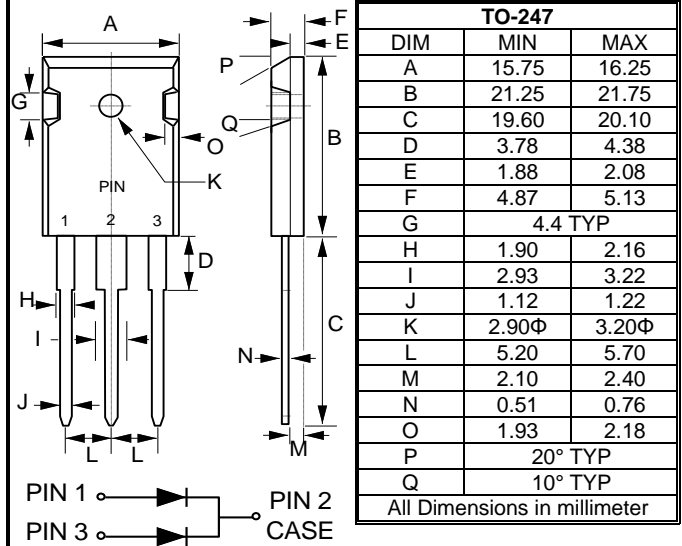 A
F
E
P
G
Q
B
O
K
PIN
1 2 3
D
H
I
C
N
J
L L
M
PIN 1
PIN 3
PIN 2
CASE
TO-247
DIM MIN MAX
A 15.75 16.25
B 21.25 21.75
C 19.60 20.10
D 3.78 4.38
E 1.88 2.08
F 4.87 5.13
G 4.4 TYP
H 1.90 2.16
I 2.93 3.22
J 1.12 1.22
K 2.90Φ 3.20Φ
L 5.20 5.70
M 2.10 2.40
N 0.51 0.76
O 1.93 2.18
P 20° TYP
Q 10° TYP
All Dimensions in millimeter